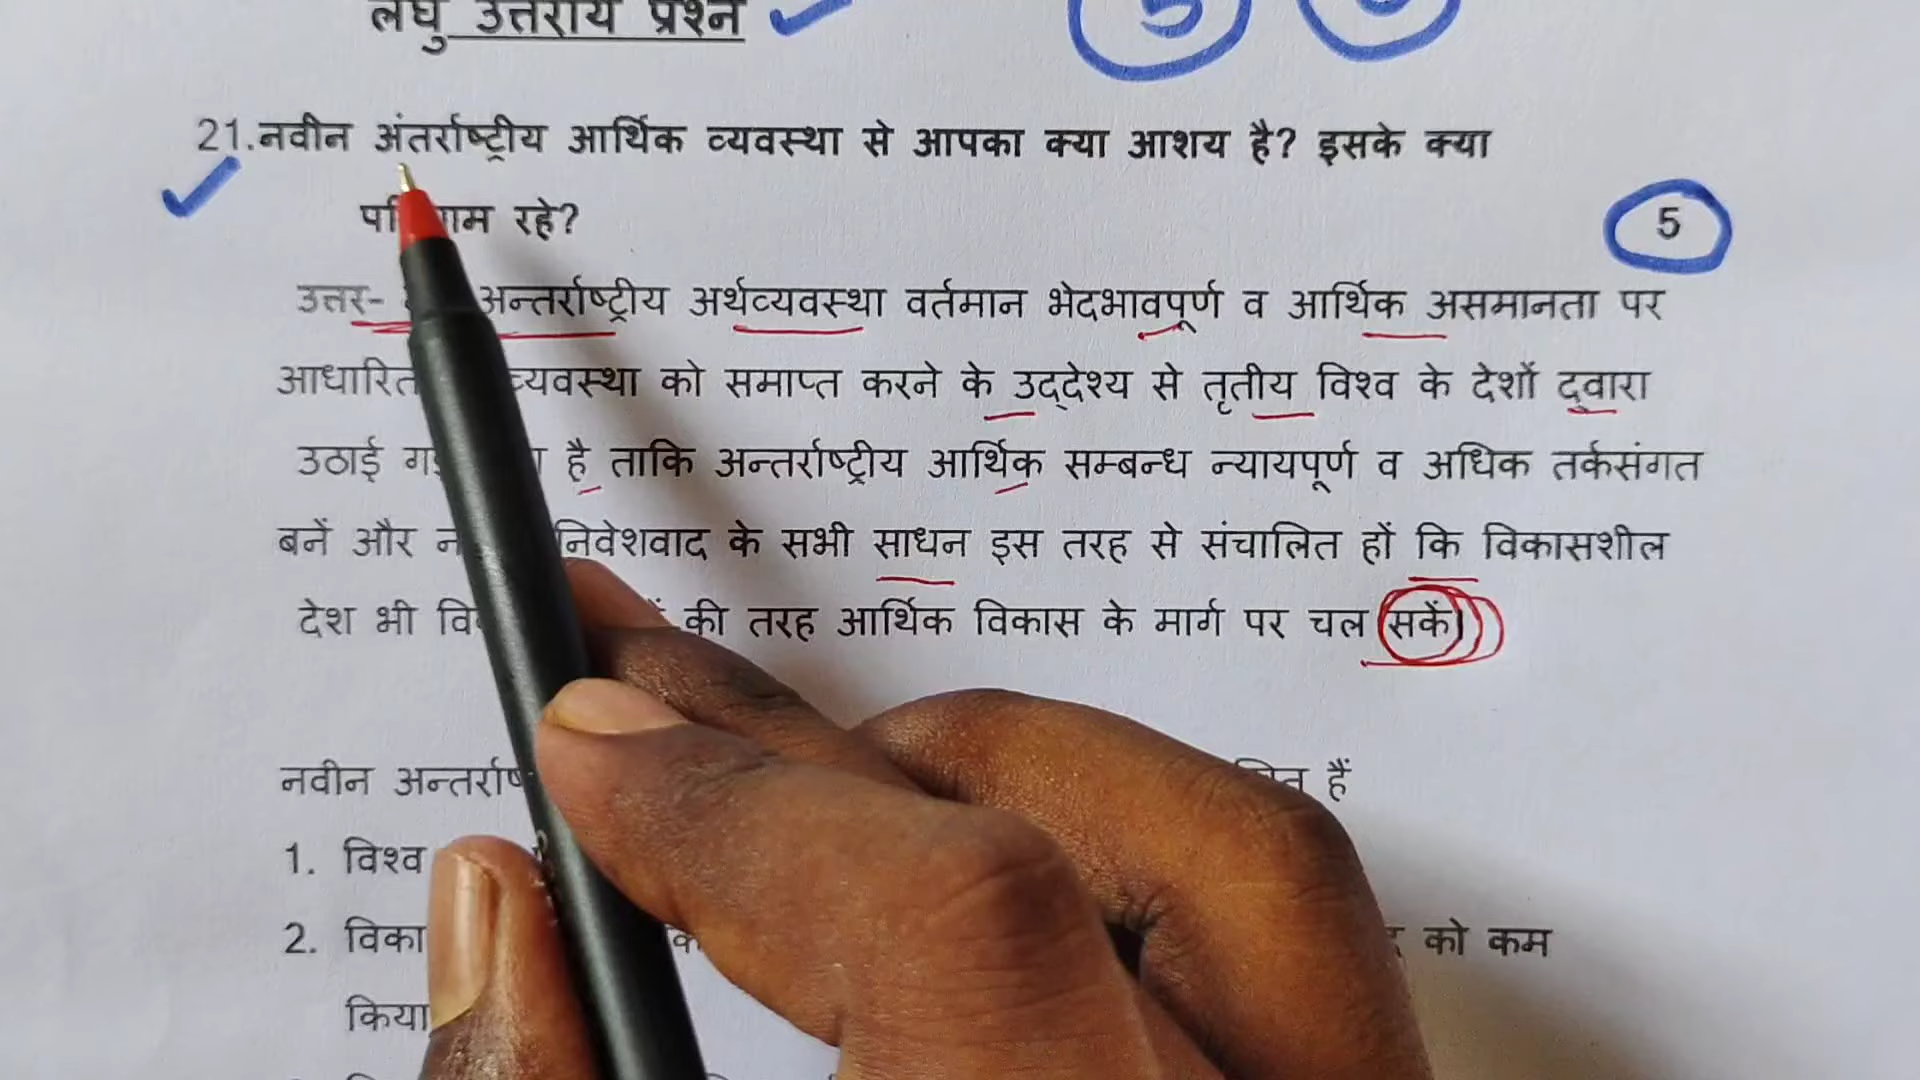 लघु उत्तरीय प्रश्न
21.नवीन अंतर्राष्ट्रीय आर्थिक व्यवस्था से आपका क्या आशय है? इसके क्या
रहे?
5
उत्तर- अन्तर्राष्ट्रीय अर्थव्यवस्था वर्तमान भेदभावपूर्ण व आर्थिक असमानता पर
आधारित व्यवस्था को समाप्त करने के उद्देश्य से तृतीय विश्व के देशों द्वारा
उठाई है ताकि अन्तर्राष्ट्रीय आर्थिक सम्बन्ध न्यायपूर्ण व अधिक तर्कसंगत
बनें और के सभी साधन इस तरह से संचालित हों कि विकासशील
देश भी की तरह आर्थिक विकास के मार्ग पर चल सकें।
नवीन हैं
1. विश्व
2. को कम
किया